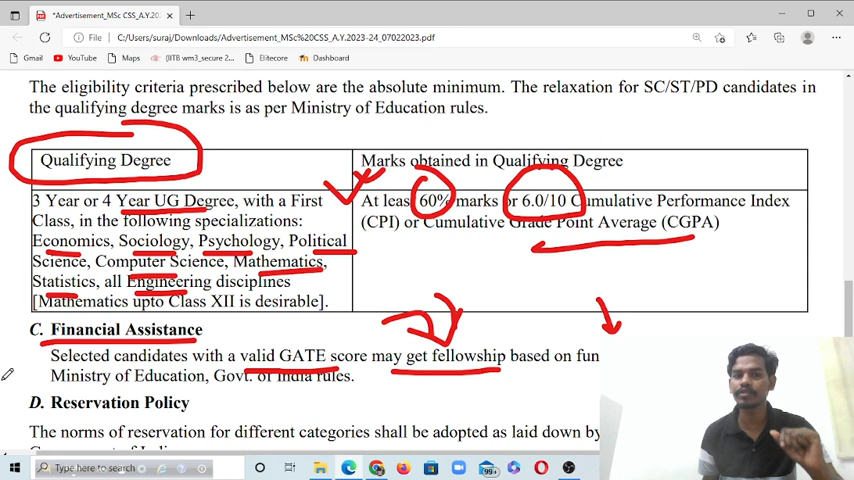 *Advertisement_MSc CSS_A.Y.202
File
C:/Users/suraj/Downloads/Advertisement_MSc%20CSS_A.Y.2023-24_07022023.pdf
Gmail YouTube Maps (IITB wm3_secure 2... Elitecore Dashboard
The eligibility criteria prescribed below are the absolute minimum. The relaxation for SC/ST/PD candidates in
the qualifying degree marks is as per Ministry of Education rules.
Qualifying Degree
Marks obtained in Qualifying Degree
3 Year or 4 Year UG Degree, with a First
Class, in the following specializations:
Economics, Sociology, Psychology, Political
Science, Computer Science, Mathematics,
Statistics, all Engineering disciplines
[Mathematics upto Class XII is desirable].
At least 60% marks or 6.0/10 Cumulative Performance Index
(CPI) or Cumulative Grade Point Average (CGPA)
C. Financial Assistance
Selected candidates with a valid GATE score may get fellowship based on fun
Ministry of Education, Govt. of India rules.
D. Reservation Policy
The norms of reservation for different categories shall be adopted as laid down by
Type here to search
99+